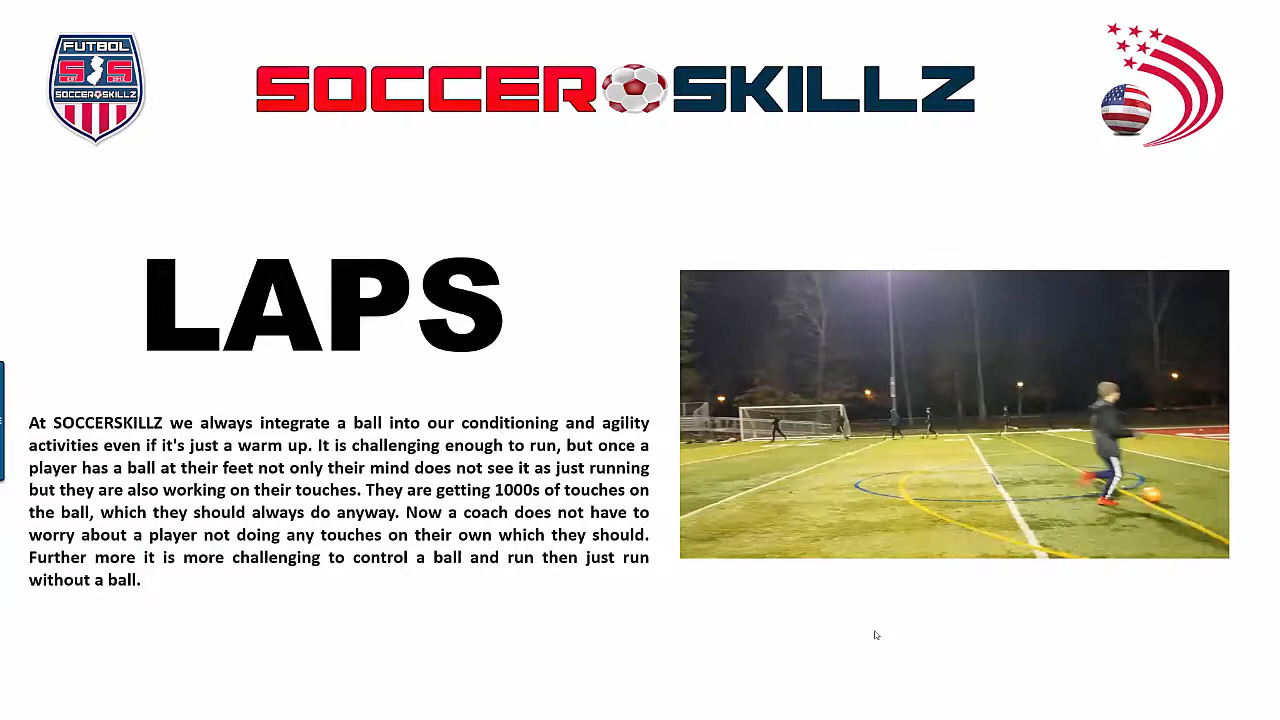 FUTBOL
SS
SOCCER SKILLZ
SOCCER SKILLZ
LAPS
At SOCCERSKILLZ we always integrate a ball into our conditioning and agility
activities even if it's just a warm up. It is challenging enough to run, but once a
player has a ball at their feet not only their mind does not see it as just running
but they are also working on their touches. They are getting 1000s of touches on
the ball, which they should always do anyway. Now a coach does not have to
worry about a player not doing any touches on their own which they should.
Further more it is more challenging to control a ball and run then just run
without a ball.